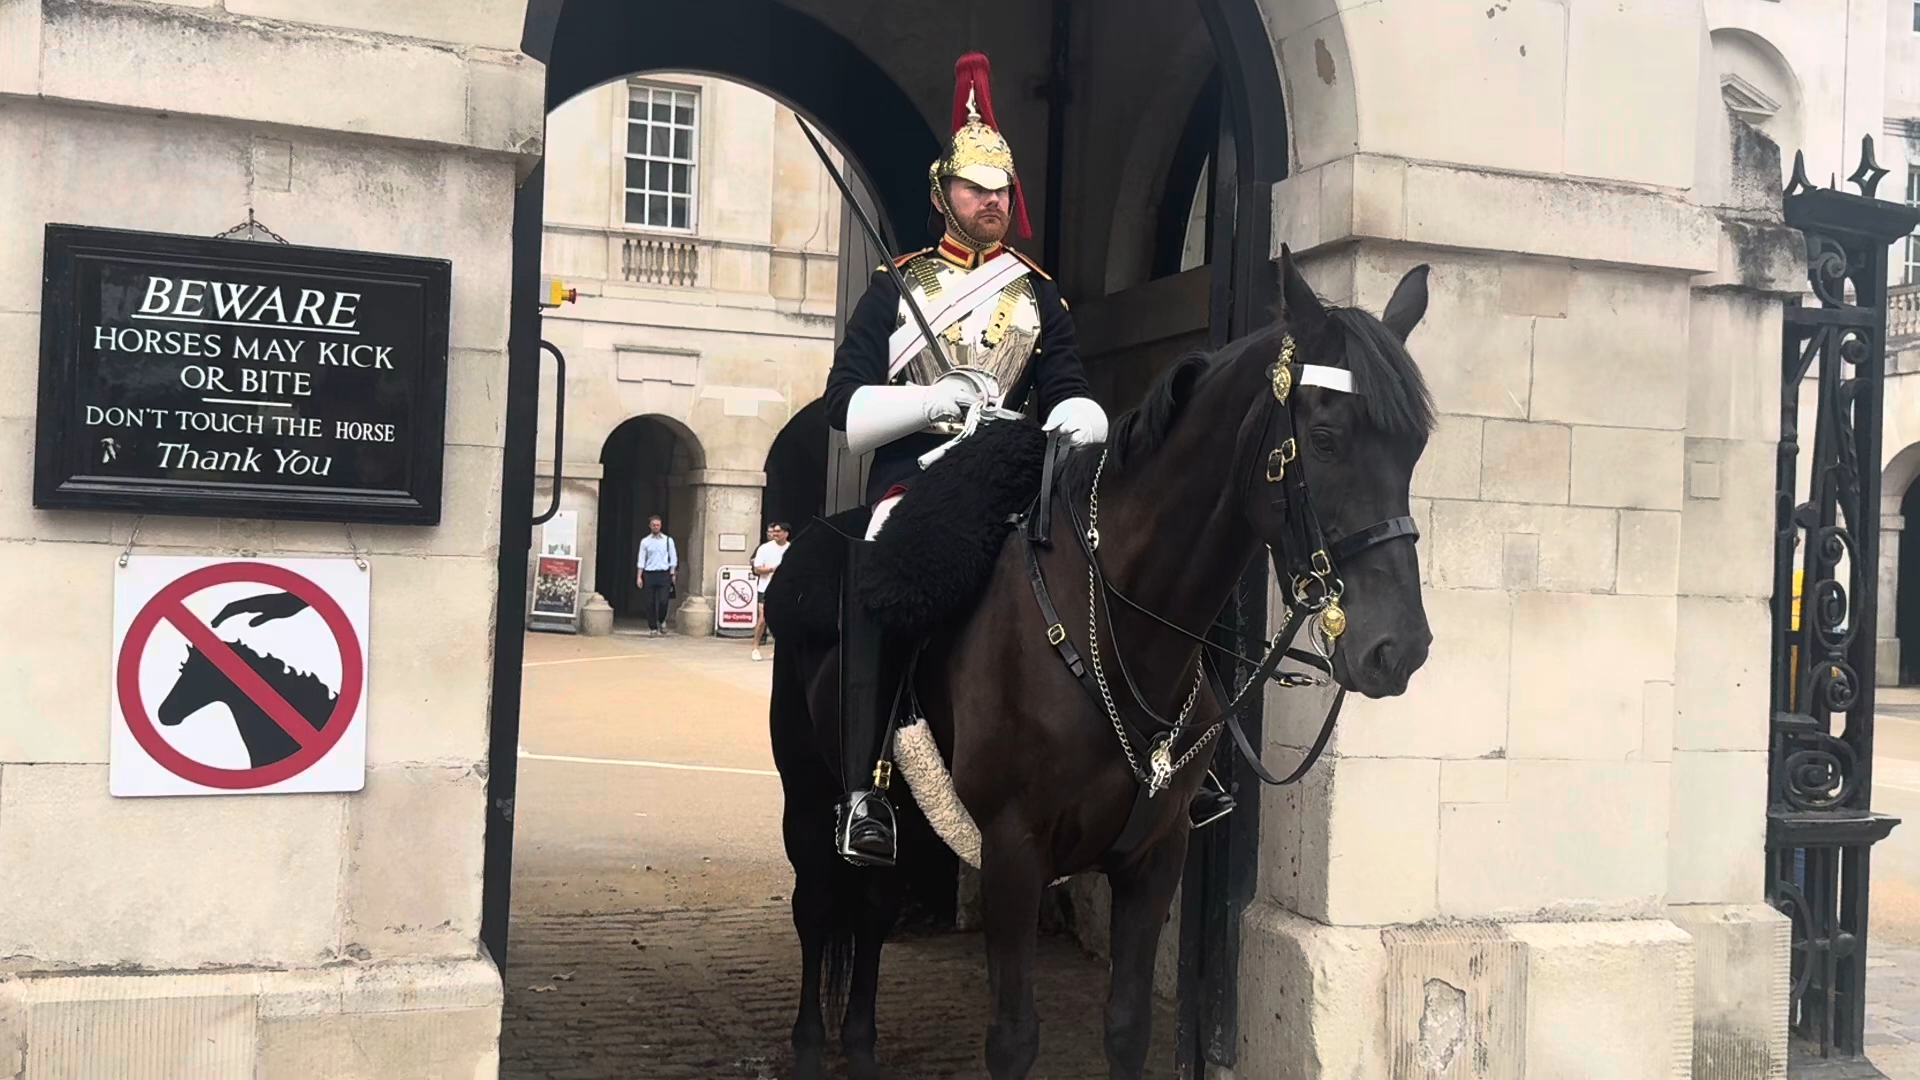 BEWARE
HORSES MAY KICK
OR BITE
DON'T TOUCH THE HORSE
Thank You
No Cycling